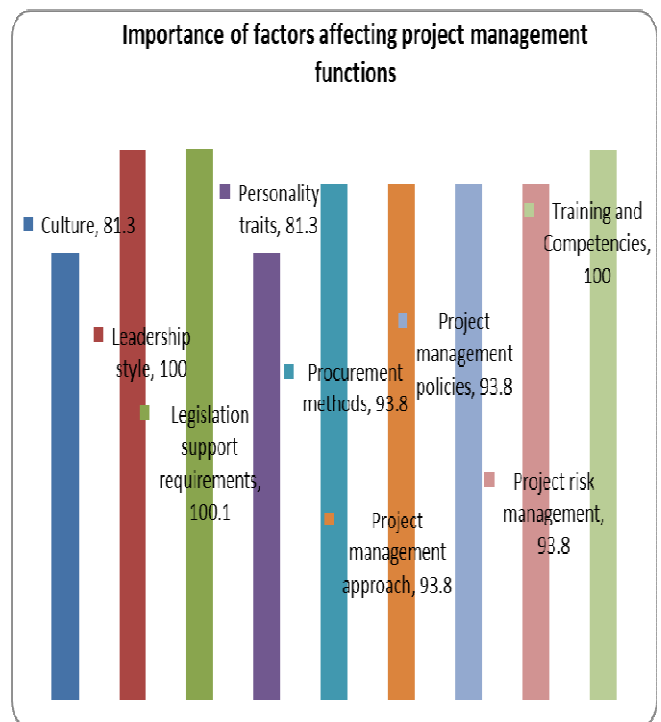 Importance of factors affecting project management
functions
Culture, 81.3
Leadership
style, 100
Legislation
support
requirements,
100.1
Personality
traits, 81.3
Procurement
methods, 93.8
Project
management
approach, 93.8
Project
management
policies, 93.8
Project risk
management,
93.8
Training and
Competencies,
100